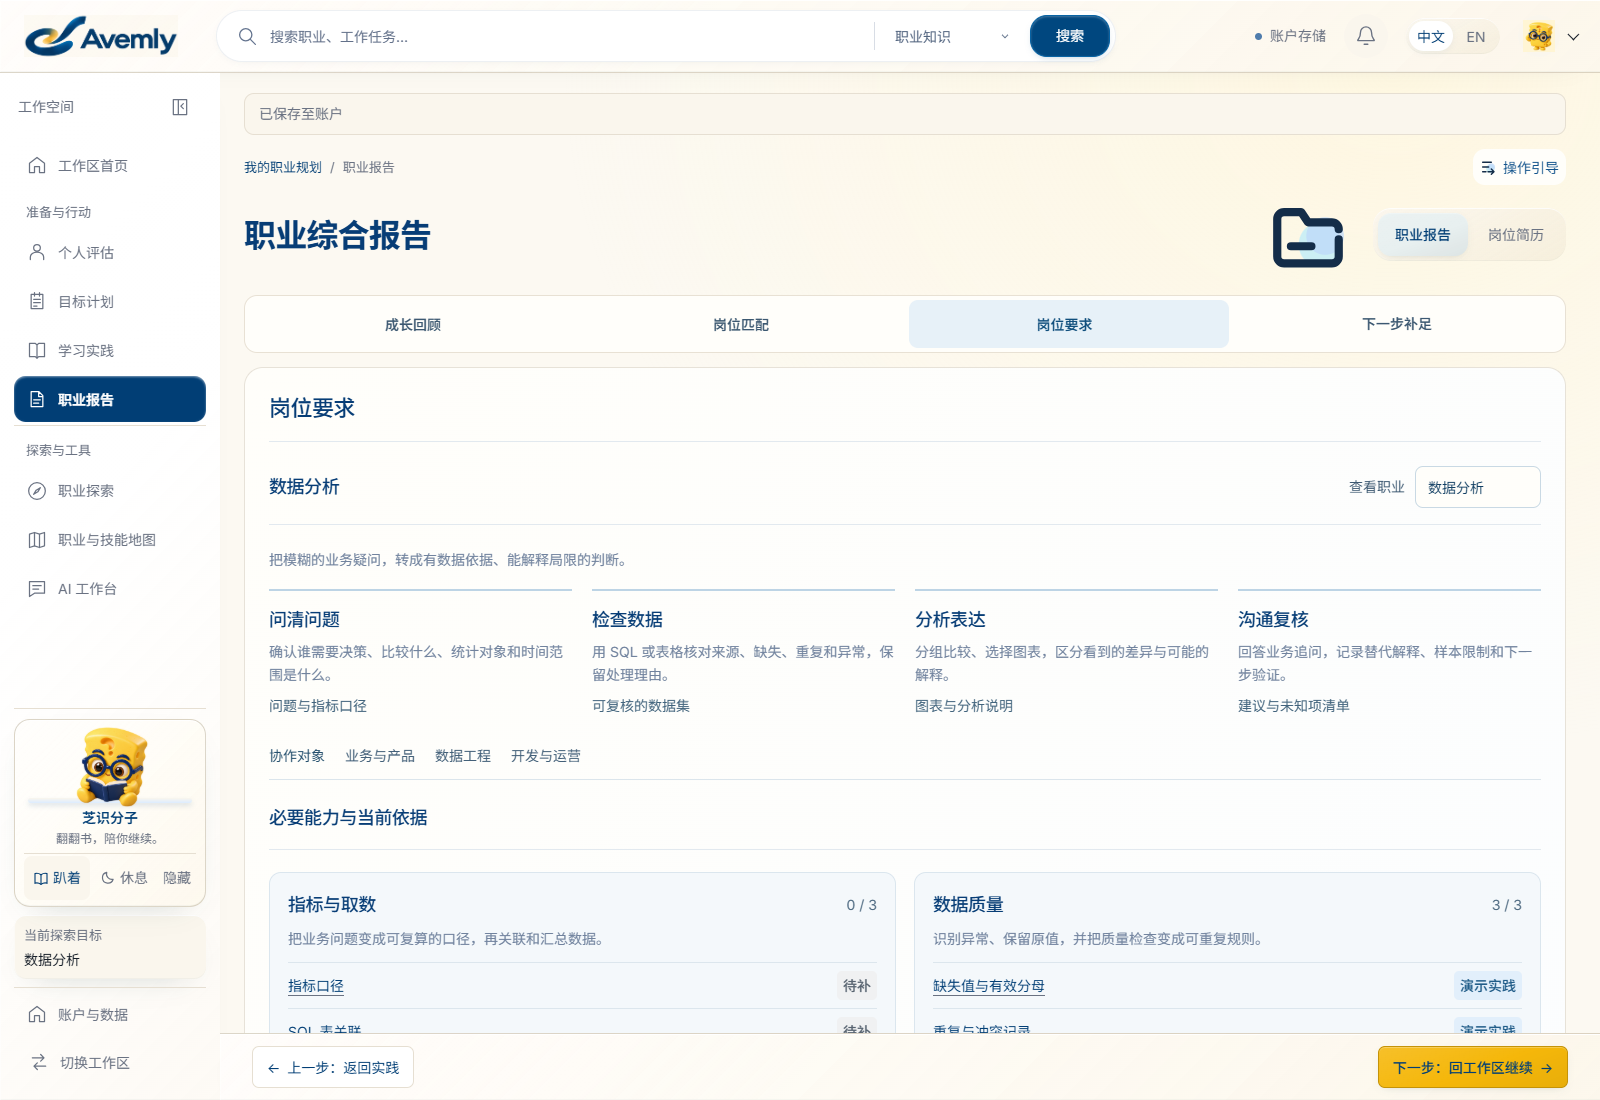 Avemly
搜索职业、工作任务...
职业知识
搜索
账户存储
中文
EN
工作空间
工作区首页
准备与行动
个人评估
目标计划
学习实践
职业报告
探索与工具
职业探索
职业与技能地图
AI 工作台
芝识分子
翻翻书，陪你继续。
趴着
休息
隐藏
当前探索目标
数据分析
账户与数据
切换工作区
已保存至账户
我的职业规划 / 职业报告
操作引导
职业综合报告
职业报告
岗位简历
成长回顾
岗位匹配
岗位要求
下一步补足
岗位要求
数据分析
查看职业
数据分析
把模糊的业务疑问，转成有数据依据、能解释局限的判断。
问清问题
确认谁需要决策、比较什么、统计对象和时间范
围是什么。
问题与指标口径
检查数据
用 SQL 或表格核对来源、缺失、重复和异常，保
留处理理由。
可复核的数据集
分析表达
分组比较、选择图表，区分看到的差异与可能的
解释。
图表与分析说明
沟通复核
回答业务追问，记录替代解释、样本限制和下一
步验证。
建议与未知项清单
协作对象 业务与产品 数据工程 开发与运营
必要能力与当前依据
指标与取数
0 / 3
把业务问题变成可复算的口径，再关联和汇总数据。
指标口径
待补
SQL 表关联
待补
数据质量
3 / 3
识别异常、保留原值，并把质量检查变成可重复规则。
缺失值与有效分母
演示实践
重复与冲突记录
演示实践
← 上一步：返回实践
下一步：回工作区继续 →